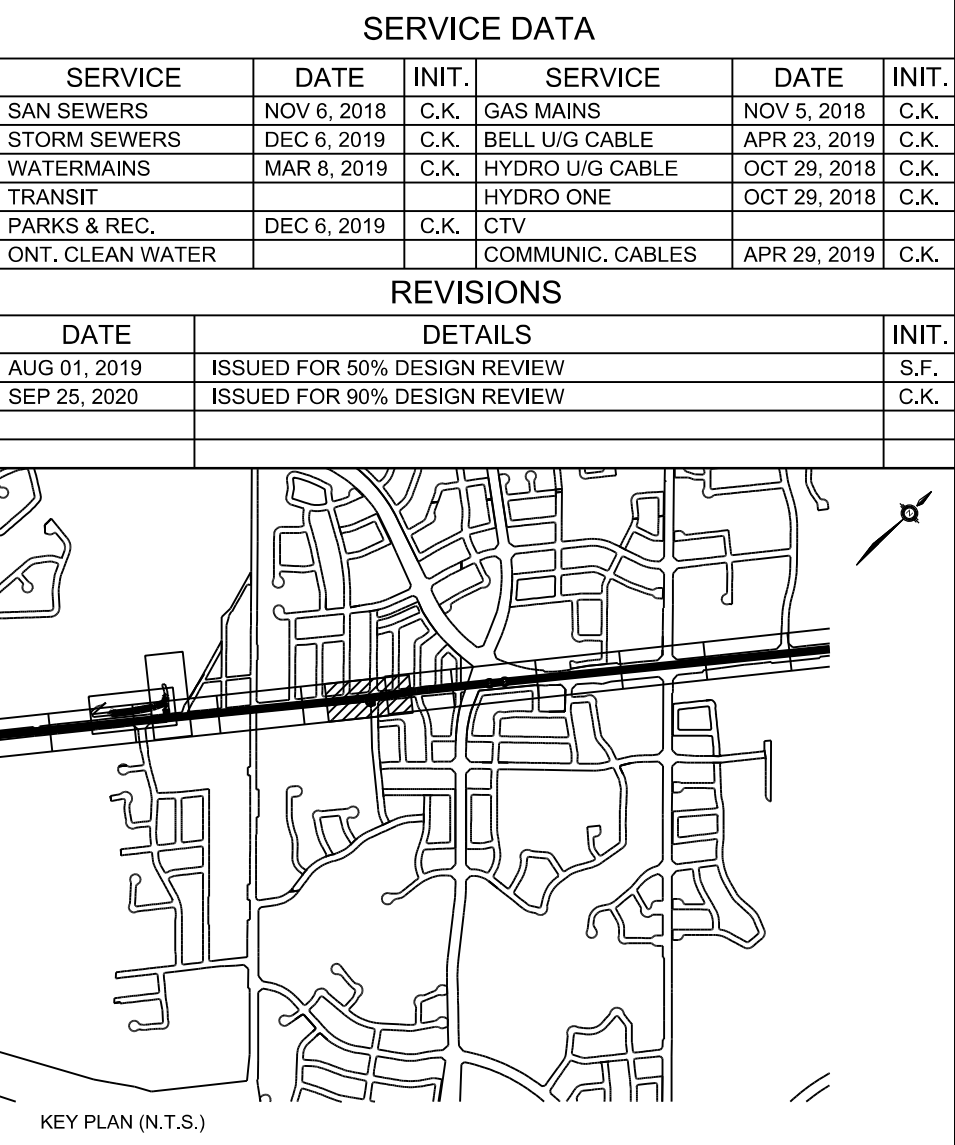 SERVICE DATA
SERVICE DATE INIT. SERVICE DATE INIT.
SAN SEWERS NOV 6, 2018 C.K. GAS MAINS NOV 5, 2018 C.K.
STORM SEWERS DEC 6, 2019 C.K. BELL U/G CABLE APR 23, 2019 C.K.
WATERMAINS MAR 8, 2019 C.K. HYDRO U/G CABLE OCT 29, 2018 C.K.
TRANSIT HYDRO ONE OCT 29, 2018 C.K.
PARKS & REC. DEC 6, 2019 C.K. CTV
ONT. CLEAN WATER COMMUNIC. CABLES APR 29, 2019 C.K.
REVISIONS
DATE DETAILS INIT.
AUG 01, 2019 ISSUED FOR 50% DESIGN REVIEW S.F.
SEP 25, 2020 ISSUED FOR 90% DESIGN REVIEW C.K.
KEY PLAN (N.T.S.)